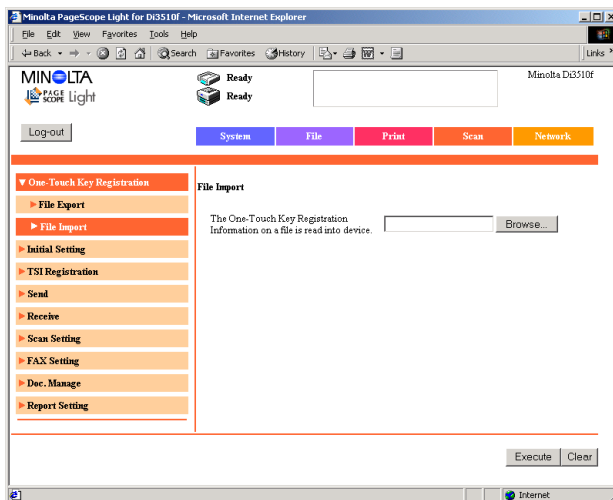 Minolta PageScope Light for Di3510f - Microsoft Internet Explorer
File Edit View Favorites Tools Help
Back Search Favorites History Links
MINOLTA
PAGE SCOPE Light
Ready
Ready
Minolta Di3510f
Log-out
System File Print Scan Network
One-Touch Key Registration
File Export
File Import
Initial Setting
TSI Registration
Send
Receive
Scan Setting
FAX Setting
Doc. Manage
Report Setting
File Import
The One-Touch Key Registration
Information on a file is read into device.
Browse...
Execute Clear
Internet